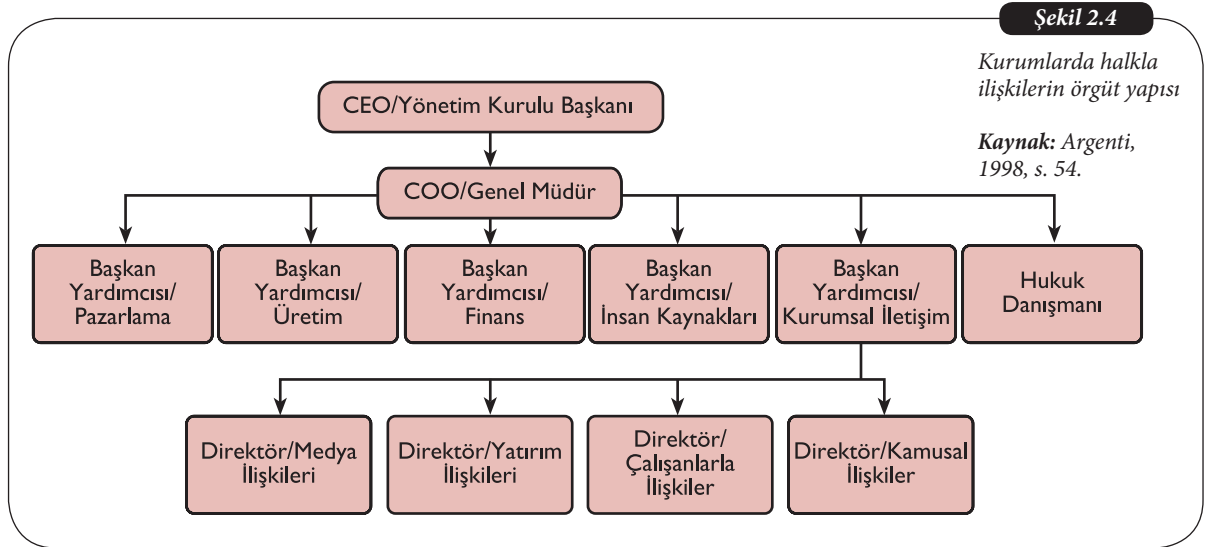 Şekil 2.4
Kurumlarda halkla
ilişkilerin örgüt yapısı
Kaynak: Argenti,
1998, s. 54.
CEO/Yönetim Kurulu Başkanı
COO/Genel Müdür
Başkan
Yardımcısı/
Pazarlama
Başkan
Yardımcısı/
Üretim
Başkan
Yardımcısı/
Finans
Başkan
Yardımcısı/
İnsan Kaynakları
Başkan
Yardımcısı/
Kurumsal İletişim
Hukuk
Danışmanı
Direktör/Medya
İlişkileri
Direktör/Yatırım
İlişkileri
Direktör/
Çalışanlarla
İlişkiler
Direktör/Kamusal
İlişkiler